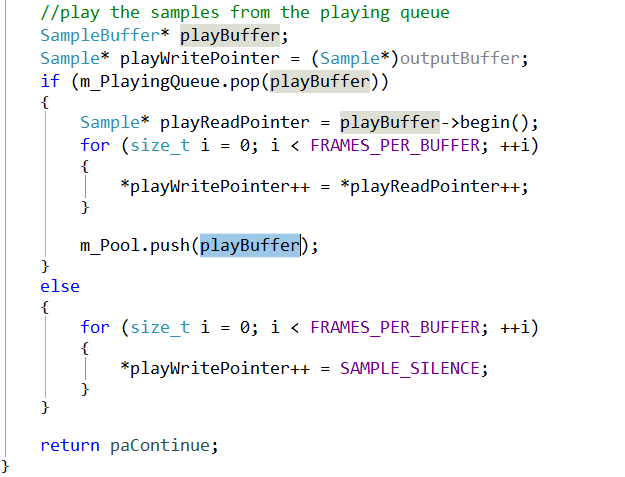 //play the samples from the playing queue
SampleBuffer* playBuffer;
Sample* playWritePointer = (Sample*)outputBuffer;
if (m_PlayingQueue.pop(playBuffer))
{
Sample* playReadPointer = playBuffer->begin();
for (size_t i = 0; i < FRAMES_PER_BUFFER; ++i)
{
*playWritePointer++ = *playReadPointer++;
}
m_Pool.push(playBuffer);
}
else
{
for (size_t i = 0; i < FRAMES_PER_BUFFER; ++i)
{
*playWritePointer++ = SAMPLE_SILENCE;
}
}
return paContinue;
}